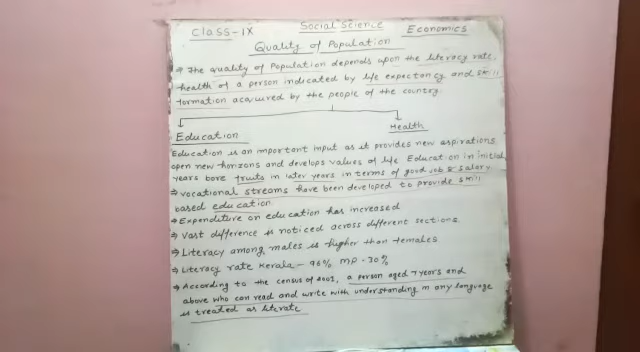 Class-IX Social Science Economics
Quality of Population
→ The quality of Population depends upon the literacy rate,
health of a person indicated by life expectancy and skill
formation acquired by the people of the country.
Education Health
Education is an important input as it provides new aspirations
open new horizons and develops values of life Education in initial
years bore fruits in later years in terms of good job & salary.
→ vocational streams have been developed to provide skill
based education
→ Expenditure on education has increased
→ Vast difference is noticed across different sections.
→ Literacy among males is higher than females
→ Literacy rate Kerala - 96% MP - 30%
→ According to the census of 2001, a person aged 7 years and
above who can read and write with understanding in any language
is treated as literate